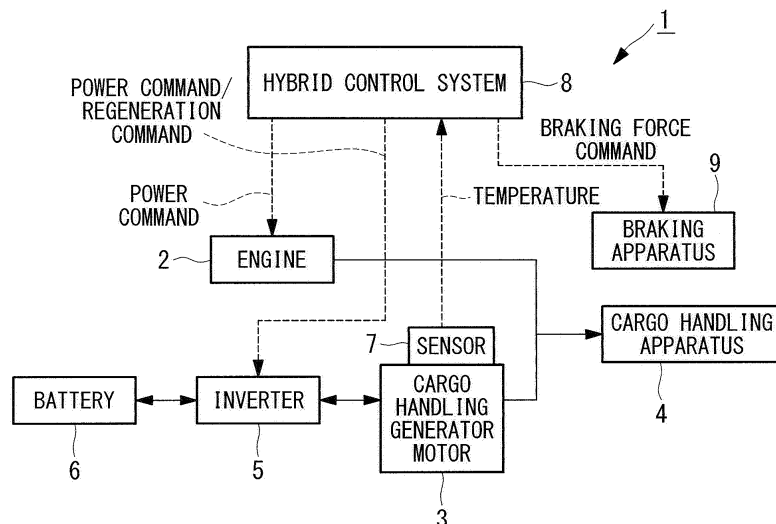 1
HYBRID CONTROL SYSTEM
8
POWER COMMAND/
REGENERATION
COMMAND
BRAKING FORCE
COMMAND
POWER
COMMAND
TEMPERATURE
9
BRAKING
APPARATUS
2
ENGINE
7
SENSOR
CARGO HANDLING
APPARATUS
4
BATTERY
6
INVERTER
5
CARGO
HANDLING
GENERATOR
MOTOR
3